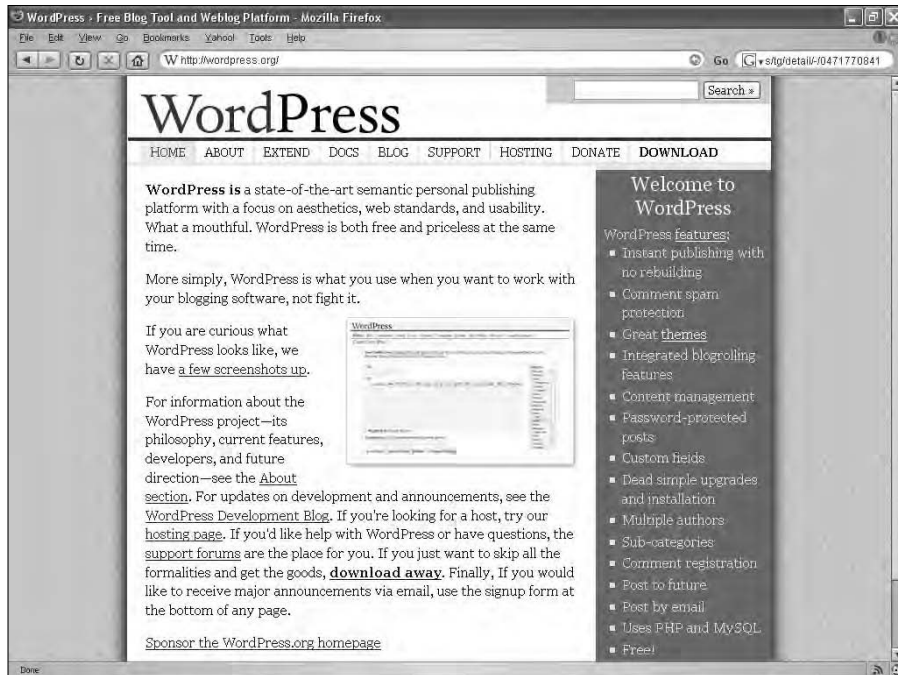 WordPress › Free Blog Tool and Weblog Platform - Mozilla Firefox
File Edit View Go Bookmarks Yahoo! Tools Help
W http://wordpress.org/ Go G s/tg/detail/-/0471770841
Search »
WordPress
HOME ABOUT EXTEND DOCS BLOG SUPPORT HOSTING DONATE DOWNLOAD
WordPress is a state-of-the-art semantic personal publishing
platform with a focus on aesthetics, web standards, and usability.
What a mouthful. WordPress is both free and priceless at the same
time.
More simply, WordPress is what you use when you want to work with
your blogging software, not fight it.
If you are curious what
WordPress looks like, we
have a few screenshots up.
WordPress
For information about the
WordPress project—its
philosophy, current features,
developers, and future
direction—see the About
section. For updates on development and announcements, see the
WordPress Development Blog. If you're looking for a host, try our
hosting page. If you'd like help with WordPress or have questions, the
support forums are the place for you. If you just want to skip all the
formalities and get the goods, download away. Finally, If you would
like to receive major announcements via email, use the signup form at
the bottom of any page.
Sponsor the WordPress.org homepage
Welcome to
WordPress
WordPress features:
Instant publishing with
no rebuilding
Comment spam
protection
Great themes
Integrated blogrolling
features
Content management
Password-protected
posts
Custom fields
Dead simple upgrades
and installation
Multiple authors
Sub-categories
Comment registration
Post to future
Post by email
Uses PHP and MySQL
Free!
Done